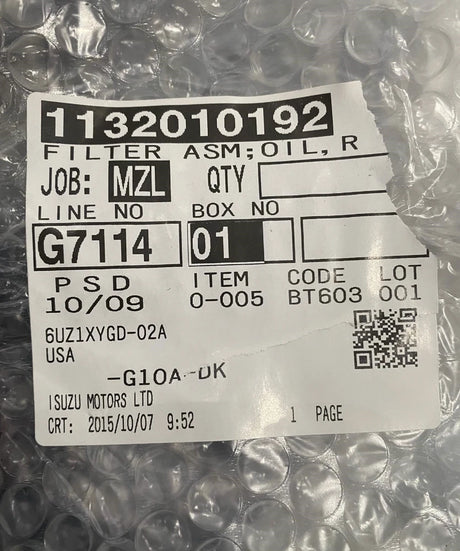 1132010192
FILTER ASM;OIL, R
JOB: MZL QTY
LINE NO BOX NO
G7114 01
PSD ITEM CODE LOT
10/09 0-005 BT603 001
6UZ1XYGD-02A
USA
-G10A-DK
ISUZU MOTORS LTD
CRT: 2015/10/07 9:52 1 PAGE